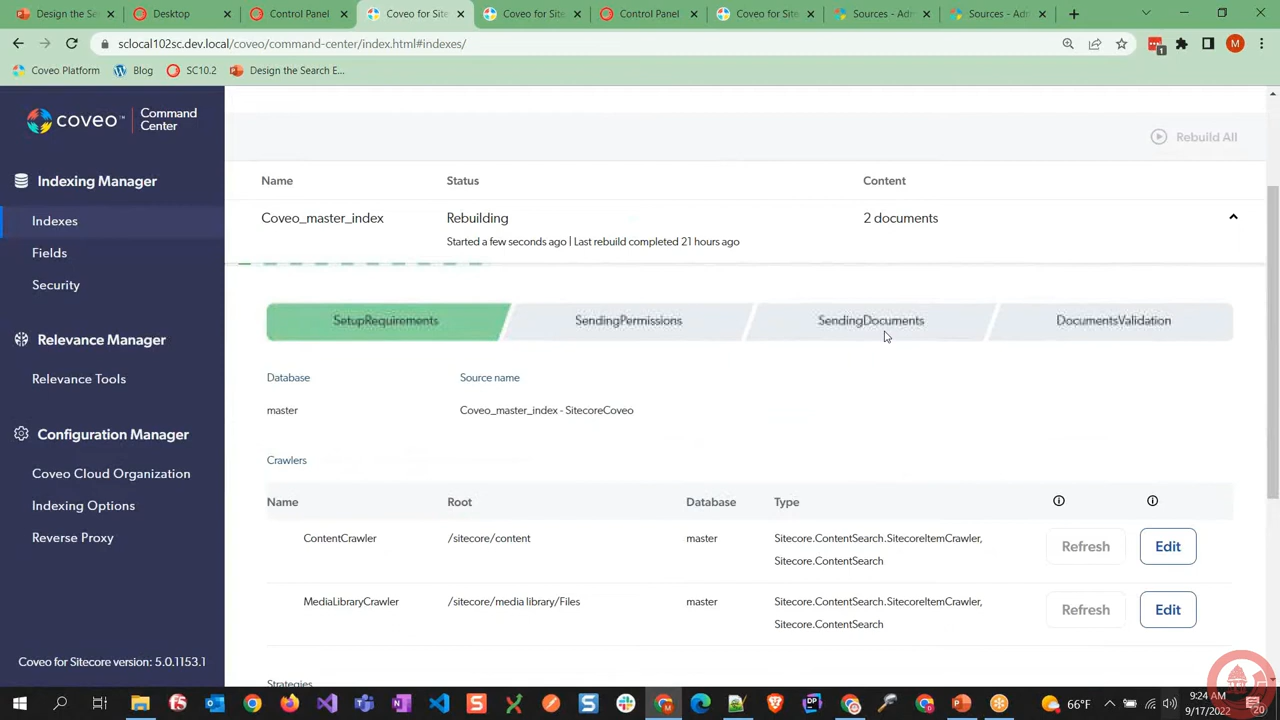 Desktop
Control Panel
Coveo for Site
Coveo for Site
Control Panel
Coveo for Site
Sources - Adm
Sources - Adm
sclocal102sc.dev.local/coveo/command-center/index.html#indexes/
M
1
Coveo Platform
Blog
SC10.2
Design the Search E...
coveo™
Command
Center
Rebuild All
Indexing Manager
Name
Status
Content
Indexes
Coveo_master_index
Rebuilding
2 documents
Started a few seconds ago | Last rebuild completed 21 hours ago
Fields
Security
SetupRequirements
SendingPermissions
SendingDocuments
DocumentsValidation
Relevance Manager
Relevance Tools
Database
Source name
master
Coveo_master_index - SitecoreCoveo
Configuration Manager
Coveo Cloud Organization
Indexing Options
Reverse Proxy
Crawlers
Name
Root
Database
Type
ContentCrawler
/sitecore/content
master
Sitecore.ContentSearch.SitecoreItemCrawler,
Sitecore.ContentSearch
Refresh
Edit
MediaLibraryCrawler
/sitecore/media library/Files
master
Sitecore.ContentSearch.SitecoreItemCrawler,
Sitecore.ContentSearch
Refresh
Edit
Strategies
Coveo for Sitecore version: 5.0.1153.1
66°F
9:24 AM
9/17/2022
20